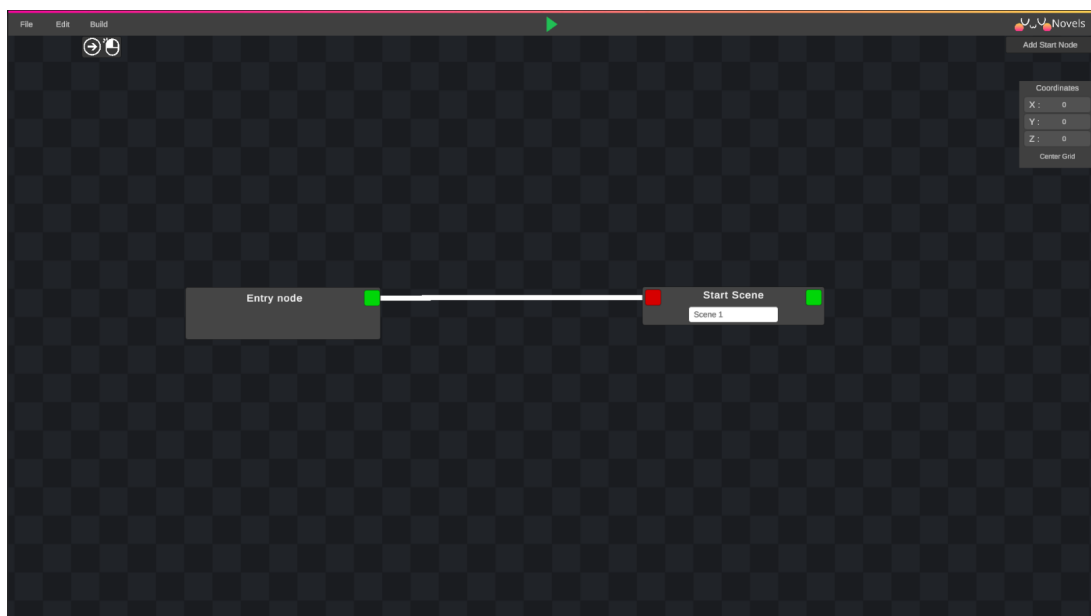 File Edit Build
UwU Novels
Add Start Node
Coordinates
X : 0
Y : 0
Z : 0
Center Grid
Entry node
Start Scene
Scene 1